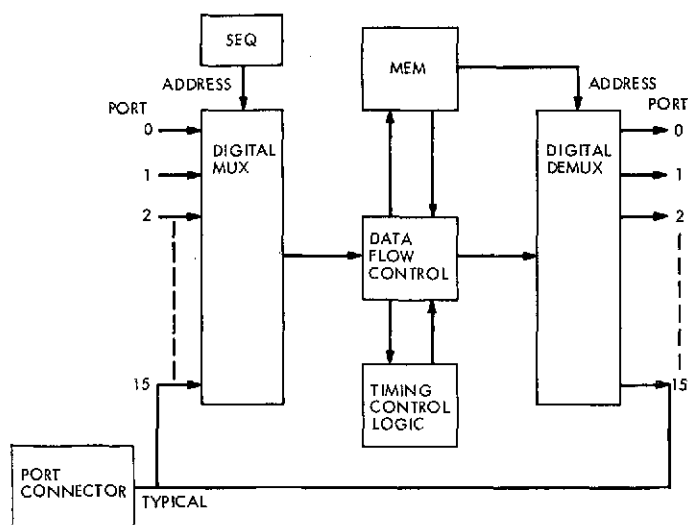 SEQ
MEM
ADDRESS
ADDRESS
PORT
PORT
0
DIGITAL
MUX
DIGITAL
DEMUX
0
1
1
2
2
DATA
FLOW
CONTROL
15
15
TIMING
CONTROL
LOGIC
PORT
CONNECTOR
TYPICAL